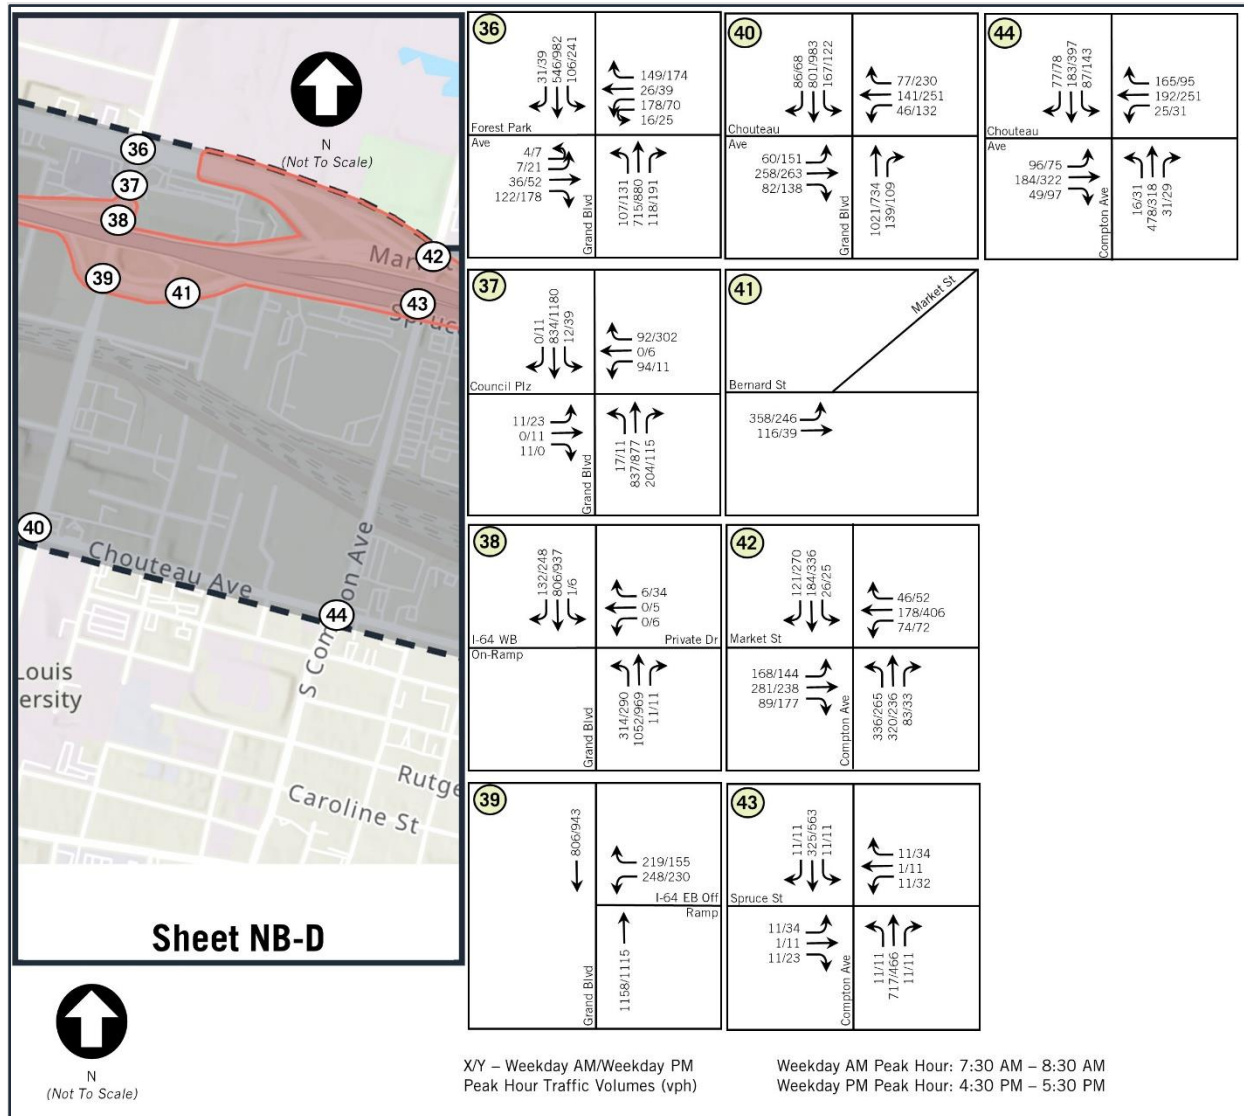 N
(Not To Scale)
36
37
38
39
41
42
43
40
44
Market
Spruce
Chouteau Ave
S Compton Ave
Louis
ersity
Rutge
Caroline St
Sheet NB-D
N
(Not To Scale)
36
31/39
546/982
106/241
149/174
26/39
178/70
16/25
Forest Park
Ave
4/7
7/21
36/52
122/178
Grand Blvd
107/131
715/880
118/191
40
86/68
801/983
167/122
77/230
141/251
46/132
Chouteau
Ave
60/151
258/263
82/138
Grand Blvd
1021/734
139/109
44
77/78
183/397
87/143
165/95
192/251
25/31
Chouteau
Ave
96/75
184/322
49/97
Compton Ave
16/31
478/318
31/29
37
0/11
834/1180
12/39
92/302
0/6
94/11
Council Plz
11/23
0/11
11/0
Grand Blvd
17/11
837/877
204/115
41
Market St
Bernard St
358/246
116/39
38
132/248
806/937
1/6
6/34
0/5
0/6
I-64 WB
Private Dr
On-Ramp
Grand Blvd
314/290
1052/969
11/11
42
121/270
184/336
26/25
46/52
178/406
74/72
Market St
168/144
281/238
89/177
Compton Ave
336/265
320/236
83/33
39
806/943
219/155
248/230
I-64 EB Off
Ramp
Grand Blvd
1158/1115
43
11/11
325/563
11/11
11/34
1/11
11/32
Spruce St
11/34
1/11
11/23
Compton Ave
11/11
717/466
11/11
X/Y – Weekday AM/Weekday PM
Peak Hour Traffic Volumes (vph)
Weekday AM Peak Hour: 7:30 AM – 8:30 AM
Weekday PM Peak Hour: 4:30 PM – 5:30 PM